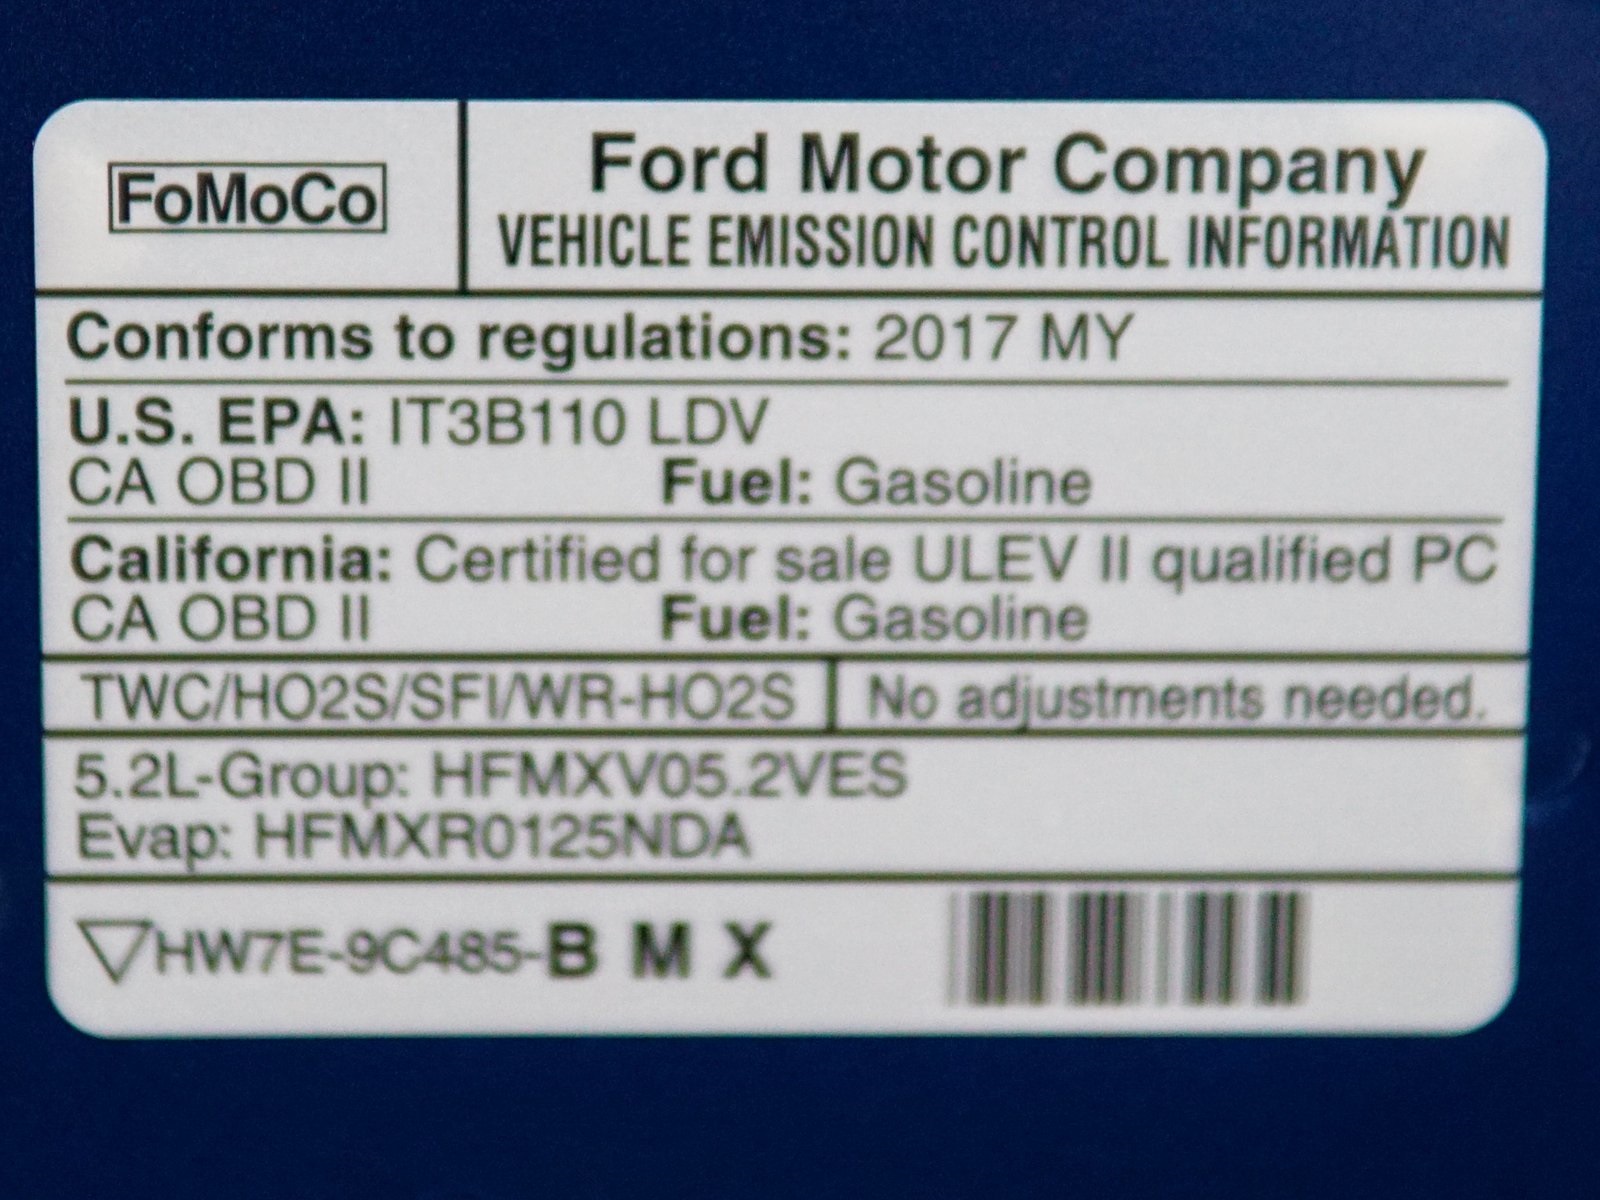 FoMoCo
Ford Motor Company
VEHICLE EMISSION CONTROL INFORMATION
Conforms to regulations: 2017 MY
U.S. EPA: IT3B110 LDV
CA OBD II Fuel: Gasoline
California: Certified for sale ULEV II qualified PC
CA OBD II Fuel: Gasoline
TWC/HO2S/SFI/WR-HO2S No adjustments needed.
5.2L-Group: HFMXV05.2VES
Evap: HFMXR0125NDA
HW7E-9C485-B M X